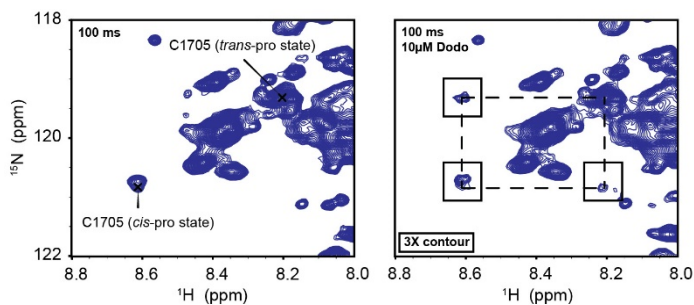 118
120
122
¹⁵N (ppm)
100 ms
C1705 (trans-pro state)
C1705 (cis-pro state)
8.8 8.6 8.4 8.2 8.0
¹H (ppm)
100 ms
10μM Dodo
3X contour
8.8 8.6 8.4 8.2 8.0
¹H (ppm)